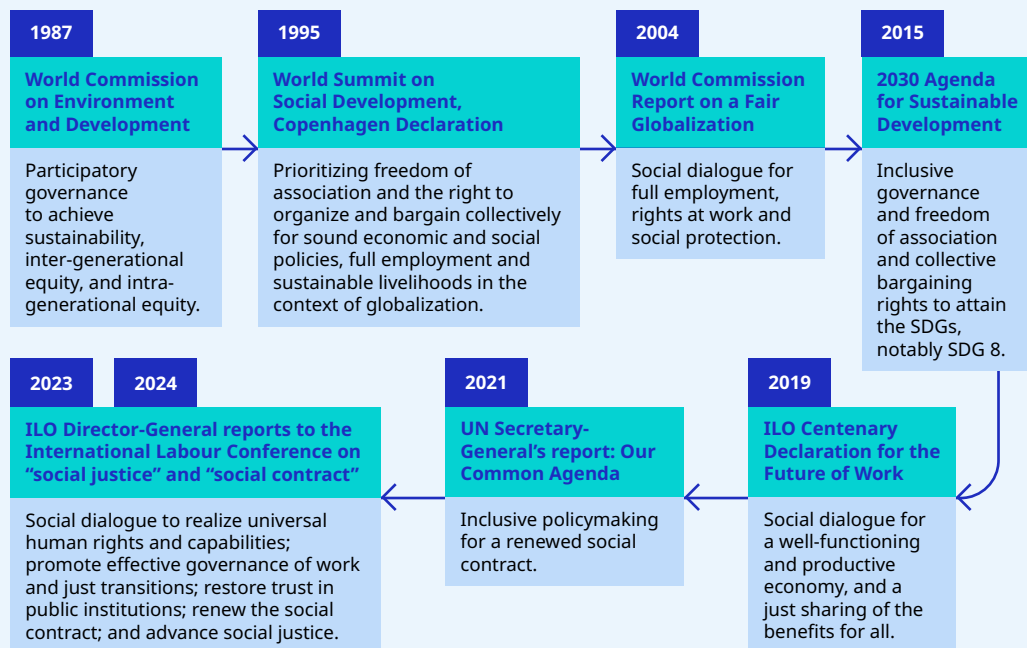 1987
World Commission
on Environment
and Development
Participatory
governance
to achieve
sustainability,
inter-generational
equity, and intra-
generational equity.
1995
World Summit on
Social Development,
Copenhagen Declaration
Prioritizing freedom of
association and the right to
organize and bargain collectively
for sound economic and social
policies, full employment and
sustainable livelihoods in the
context of globalization.
2004
World Commission
Report on a Fair
Globalization
Social dialogue for
full employment,
rights at work and
social protection.
2015
2030 Agenda
for Sustainable
Development
Inclusive
governance
and freedom
of association
and collective
bargaining
rights to attain
the SDGs,
notably SDG 8.
2019
ILO Centenary
Declaration for the
Future of Work
Social dialogue for
a well-functioning
and productive
economy, and a
just sharing of the
benefits for all.
2021
UN Secretary-
General’s report: Our
Common Agenda
Inclusive policymaking
for a renewed social
contract.
2023
2024
ILO Director-General reports to the
International Labour Conference on
“social justice” and “social contract”
Social dialogue to realize universal
human rights and capabilities;
promote effective governance of work
and just transitions; restore trust in
public institutions; renew the social
contract; and advance social justice.